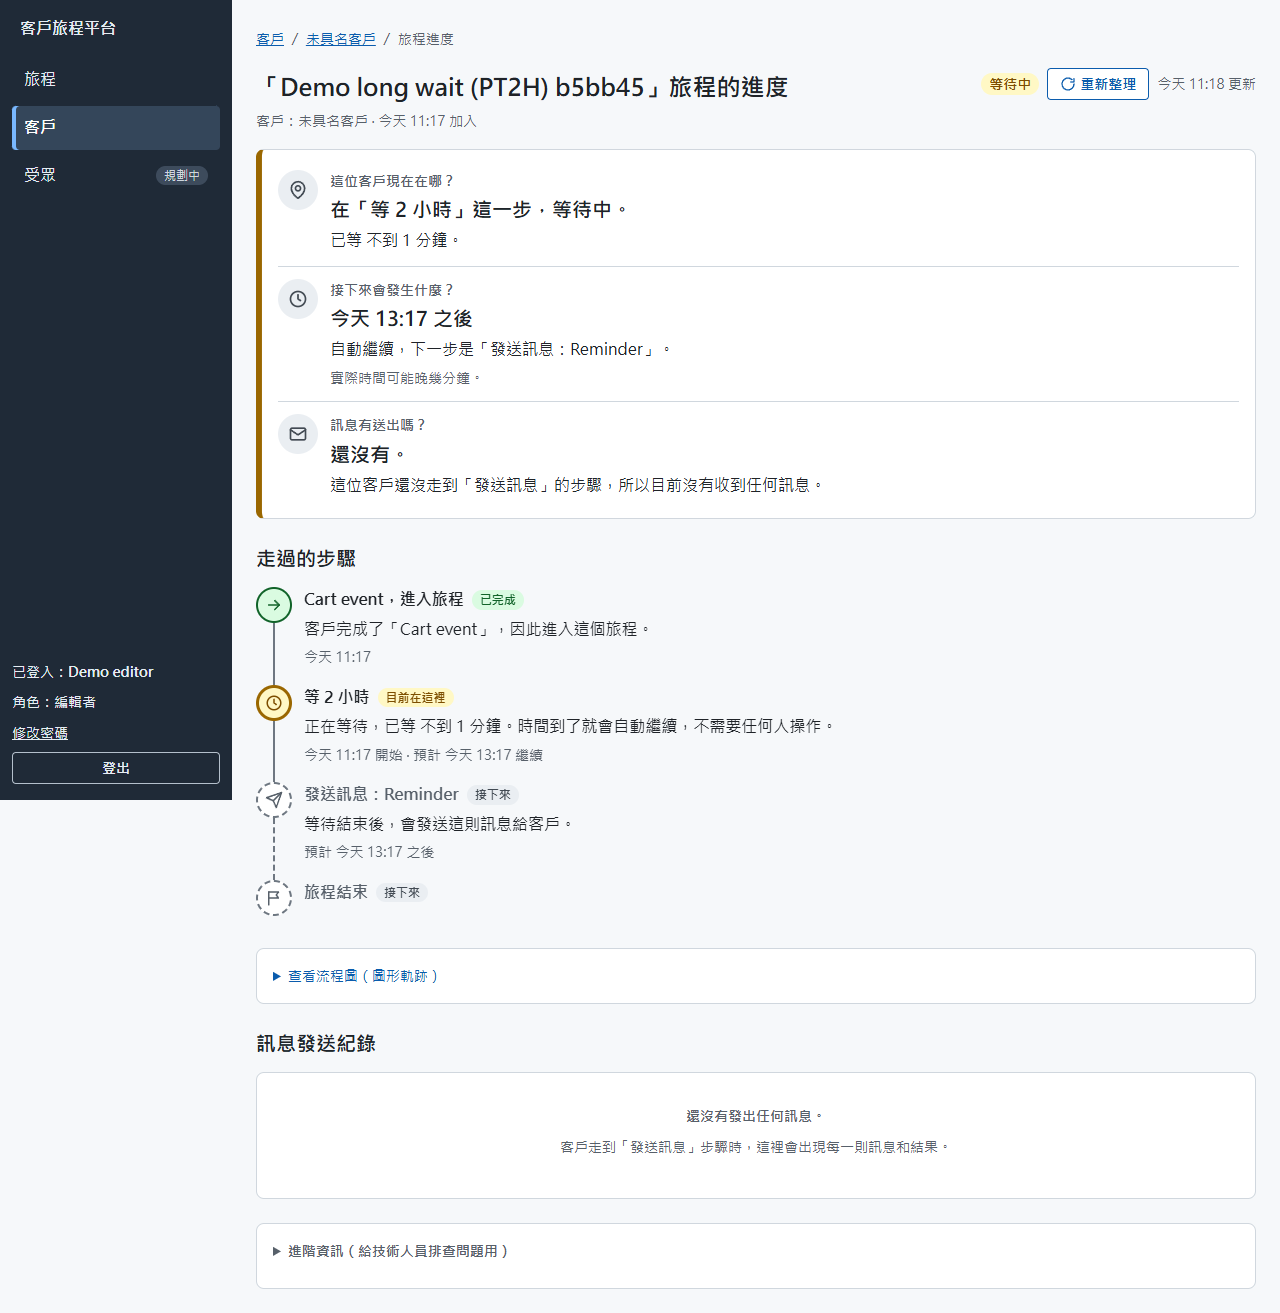 客戶旅程平台
旅程
客戶
受眾 規劃中
已登入：Demo editor
角色：編輯者
修改密碼
登出
客戶 / 未具名客戶 / 旅程進度
「Demo long wait (PT2H) b5bb45」旅程的進度
等待中 重新整理 今天 11:18 更新
客戶：未具名客戶 · 今天 11:17 加入
這位客戶現在在哪？
在「等 2 小時」這一步，等待中。
已等 不到 1 分鐘。
接下來會發生什麼？
今天 13:17 之後
自動繼續，下一步是「發送訊息：Reminder」。
實際時間可能晚幾分鐘。
訊息有送出嗎？
還沒有。
這位客戶還沒走到「發送訊息」的步驟，所以目前沒有收到任何訊息。
走過的步驟
Cart event，進入旅程 已完成
客戶完成了「Cart event」，因此進入這個旅程。
今天 11:17
等 2 小時 目前在這裡
正在等待，已等 不到 1 分鐘。時間到了就會自動繼續，不需要任何人操作。
今天 11:17 開始 · 預計 今天 13:17 繼續
發送訊息：Reminder 接下來
等待結束後，會發送這則訊息給客戶。
預計 今天 13:17 之後
旅程結束 接下來
查看流程圖（圖形軌跡）
訊息發送紀錄
還沒有發出任何訊息。
客戶走到「發送訊息」步驟時，這裡會出現每一則訊息和結果。
進階資訊（給技術人員排查問題用）